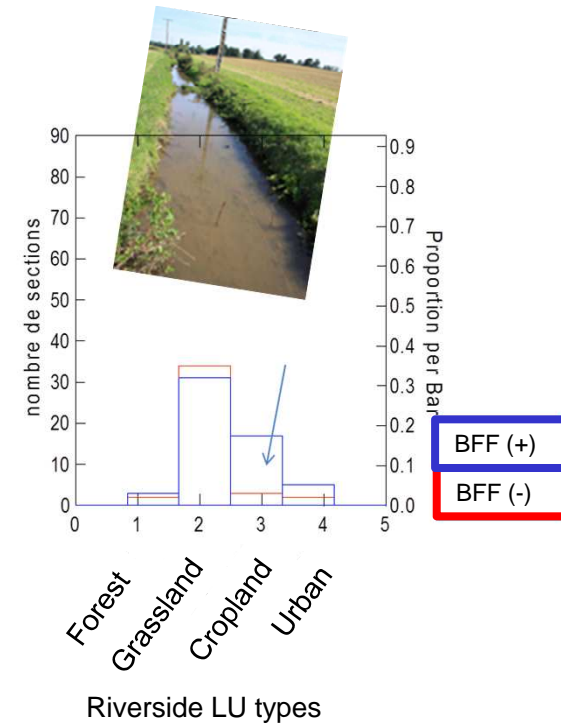 90
80
70
60
50
40
30
20
10
0
nombre de sections
0.9
0.8
0.7
0.6
0.5
0.4
0.3
0.2
0.1
0.0
Proportion per Bar
BFF (+)
BFF (-)
0 1 2 3 4 5
Forest
Grassland
Cropland
Urban
Riverside LU types